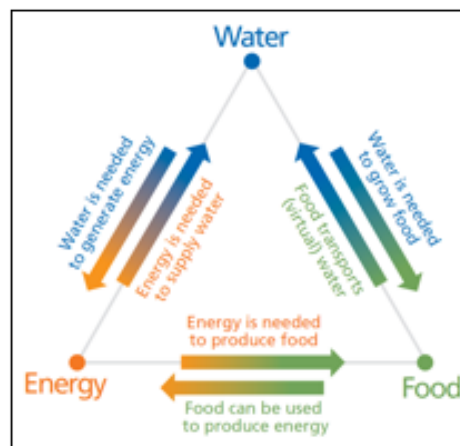 Water
Water is needed
to generate energy
Energy is needed
to supply water
Food transports
(virtual) water
Water is needed
to grow food
Energy is needed
to produce food
Energy
Food
Food can be used
to produce energy